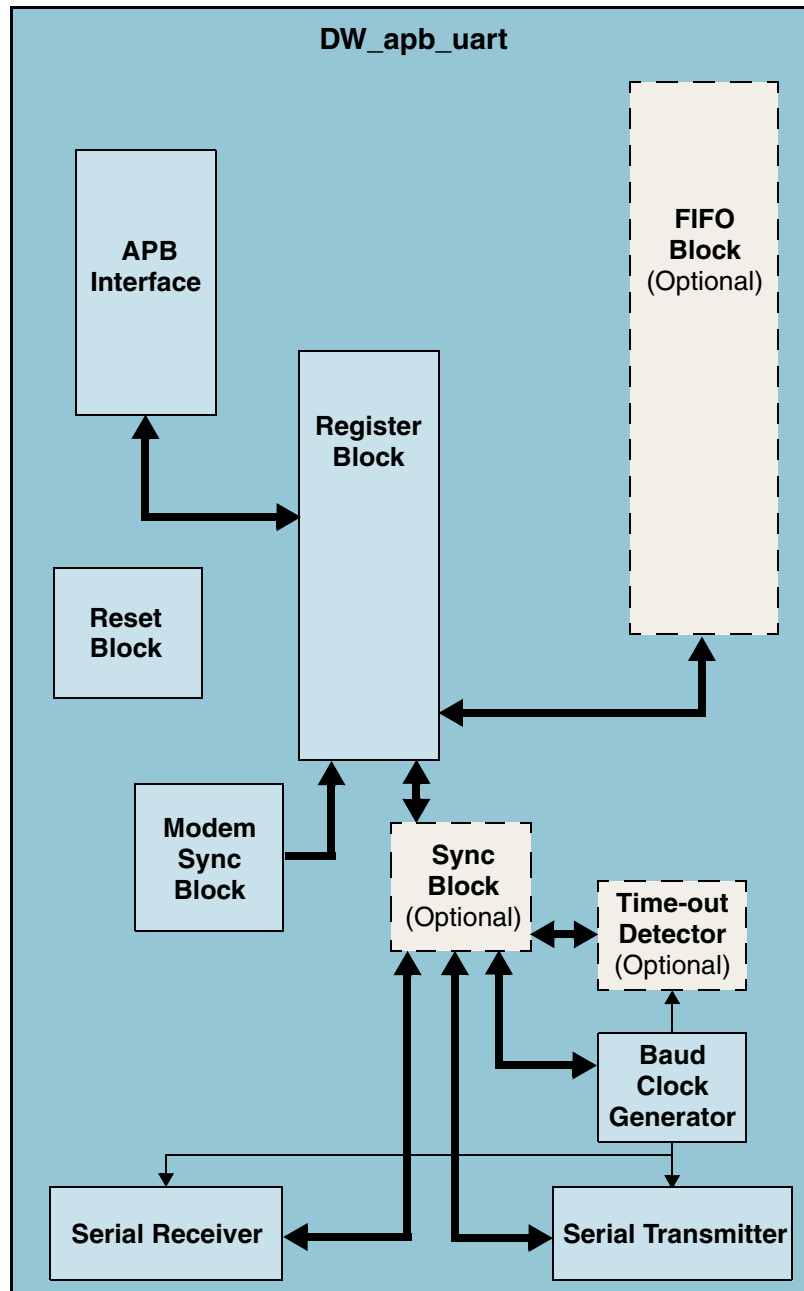 DW_apb_uart
APB
Interface
FIFO
Block
(Optional)
Register
Block
Reset
Block
Modem
Sync
Block
Sync
Block
(Optional)
Time-out
Detector
(Optional)
Baud
Clock
Generator
Serial Receiver
Serial Transmitter